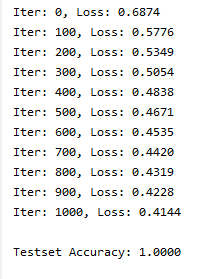 Iter: 0, Loss: 0.6874
Iter: 100, Loss: 0.5776
Iter: 200, Loss: 0.5349
Iter: 300, Loss: 0.5054
Iter: 400, Loss: 0.4838
Iter: 500, Loss: 0.4671
Iter: 600, Loss: 0.4535
Iter: 700, Loss: 0.4420
Iter: 800, Loss: 0.4319
Iter: 900, Loss: 0.4228
Iter: 1000, Loss: 0.4144
Testset Accuracy: 1.0000